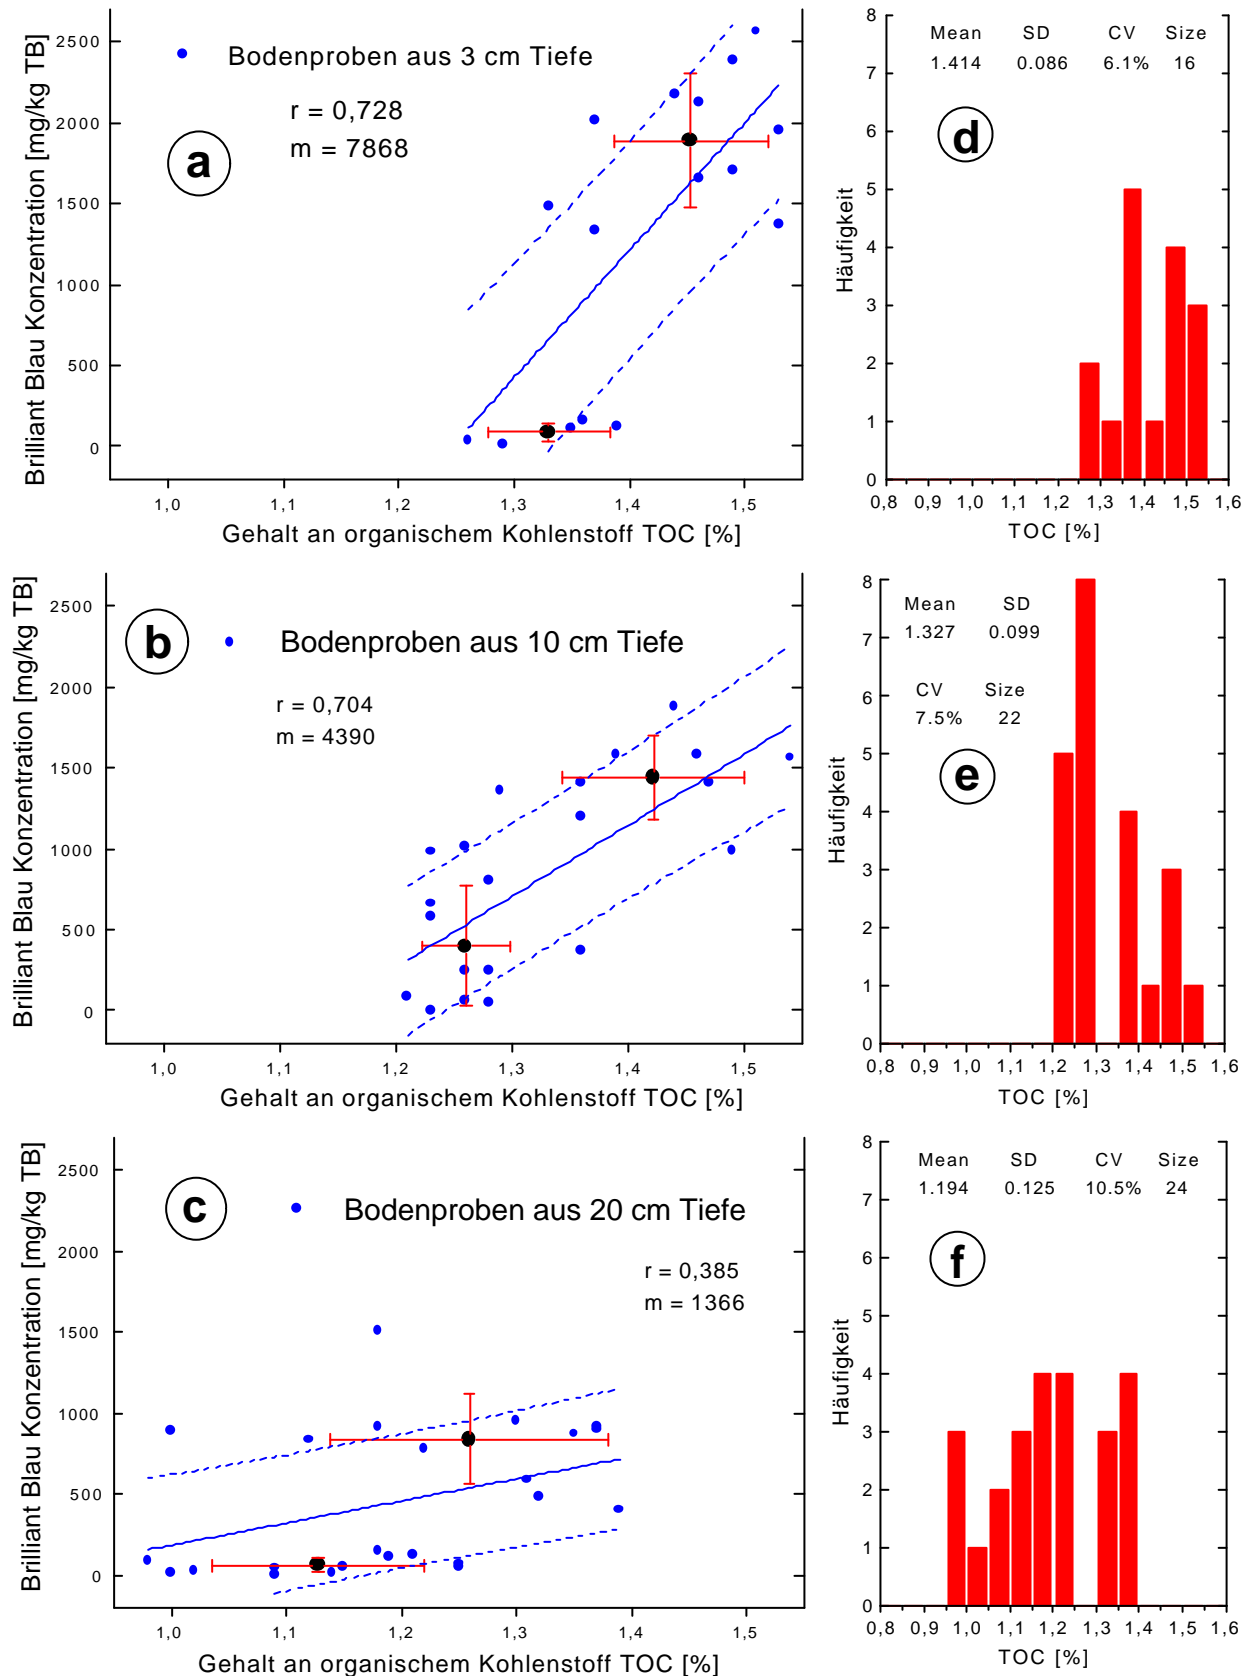 Brilliant Blau Konzentration [mg/kg TB]
2500
2000
1500
1000
500
0
Bodenproben aus 3 cm Tiefe
r = 0,728
m = 7868
a
1,0 1,1 1,2 1,3 1,4 1,5
Gehalt an organischem Kohlenstoff TOC [%]
Häufigkeit
8
7
6
5
4
3
2
1
0
Mean SD CV Size
1.414 0.086 6.1% 16
d
0,8 0,9 1,0 1,1 1,2 1,3 1,4 1,5 1,6
TOC [%]
Brilliant Blau Konzentration [mg/kg TB]
2500
2000
1500
1000
500
0
b
Bodenproben aus 10 cm Tiefe
r = 0,704
m = 4390
1,0 1,1 1,2 1,3 1,4 1,5
Gehalt an organischem Kohlenstoff TOC [%]
Häufigkeit
8
7
6
5
4
3
2
1
0
Mean SD
1.327 0.099
CV Size
7.5% 22
e
0,8 0,9 1,0 1,1 1,2 1,3 1,4 1,5 1,6
TOC [%]
Brilliant Blau Konzentration [mg/kg TB]
2500
2000
1500
1000
500
0
c
Bodenproben aus 20 cm Tiefe
r = 0,385
m = 1366
1,0 1,1 1,2 1,3 1,4 1,5
Gehalt an organischem Kohlenstoff TOC [%]
Häufigkeit
8
7
6
5
4
3
2
1
0
Mean SD CV Size
1.194 0.125 10.5% 24
f
0,8 0,9 1,0 1,1 1,2 1,3 1,4 1,5 1,6
TOC [%]